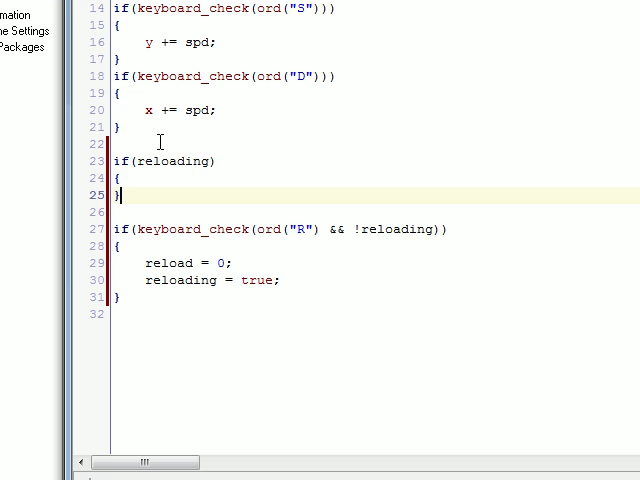 mation
ne Settings
Packages
14 if(keyboard_check(ord("S")))
15 {
16 y += spd;
17 }
18 if(keyboard_check(ord("D")))
19 {
20 x += spd;
21 }
22
23 if(reloading)
24 {
25 }
26
27 if(keyboard_check(ord("R") && !reloading))
28 {
29 reload = 0;
30 reloading = true;
31 }
32